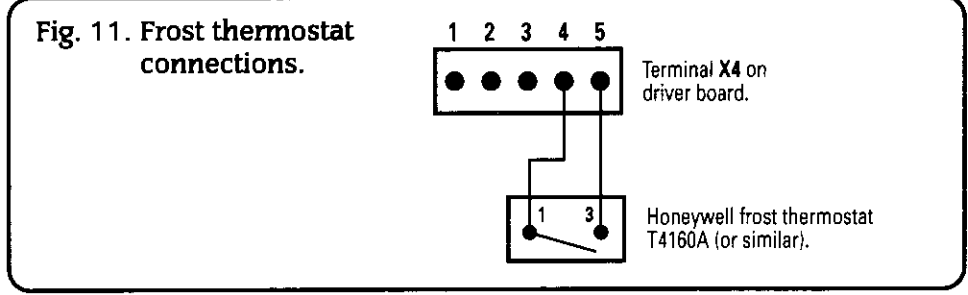 Fig. 11. Frost thermostat
connections.
1 2 3 4 5
Terminal X4 on
driver board.
1 3
Honeywell frost thermostat
T4160A (or similar).